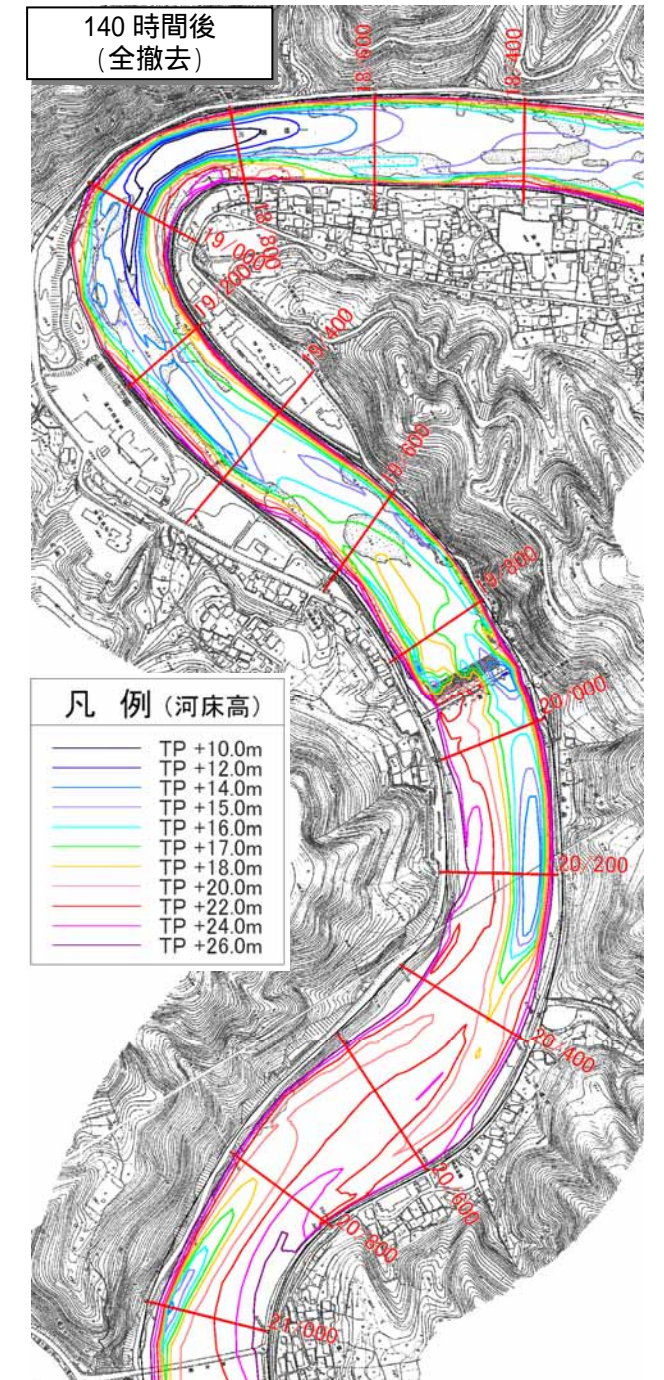 140 時間後
(全撤去)
18/600
18/400
18/800
19/000
19/200
19/400
19/600
19/800
20/000
20/200
20/400
20/600
20/800
21/000
凡 例 (河床高)
TP +10.0m
TP +12.0m
TP +14.0m
TP +15.0m
TP +16.0m
TP +17.0m
TP +18.0m
TP +20.0m
TP +22.0m
TP +24.0m
TP +26.0m